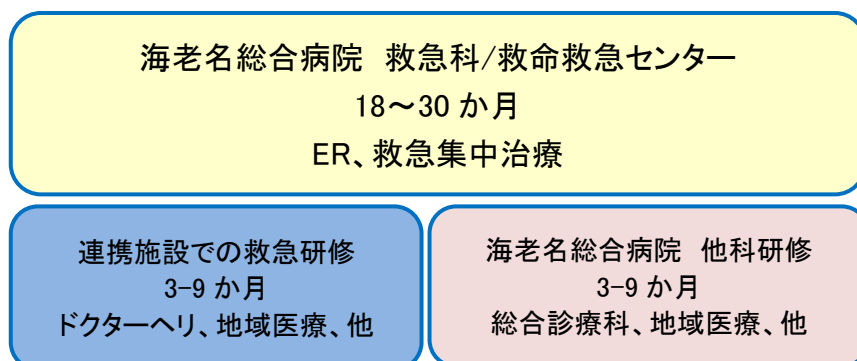 海老名総合病院　救急科/救命救急センター
18～30 か月
ER、救急集中治療
連携施設での救急研修
3-9 か月
ドクターヘリ、地域医療、他
海老名総合病院　他科研修
3-9 か月
総合診療科、地域医療、他